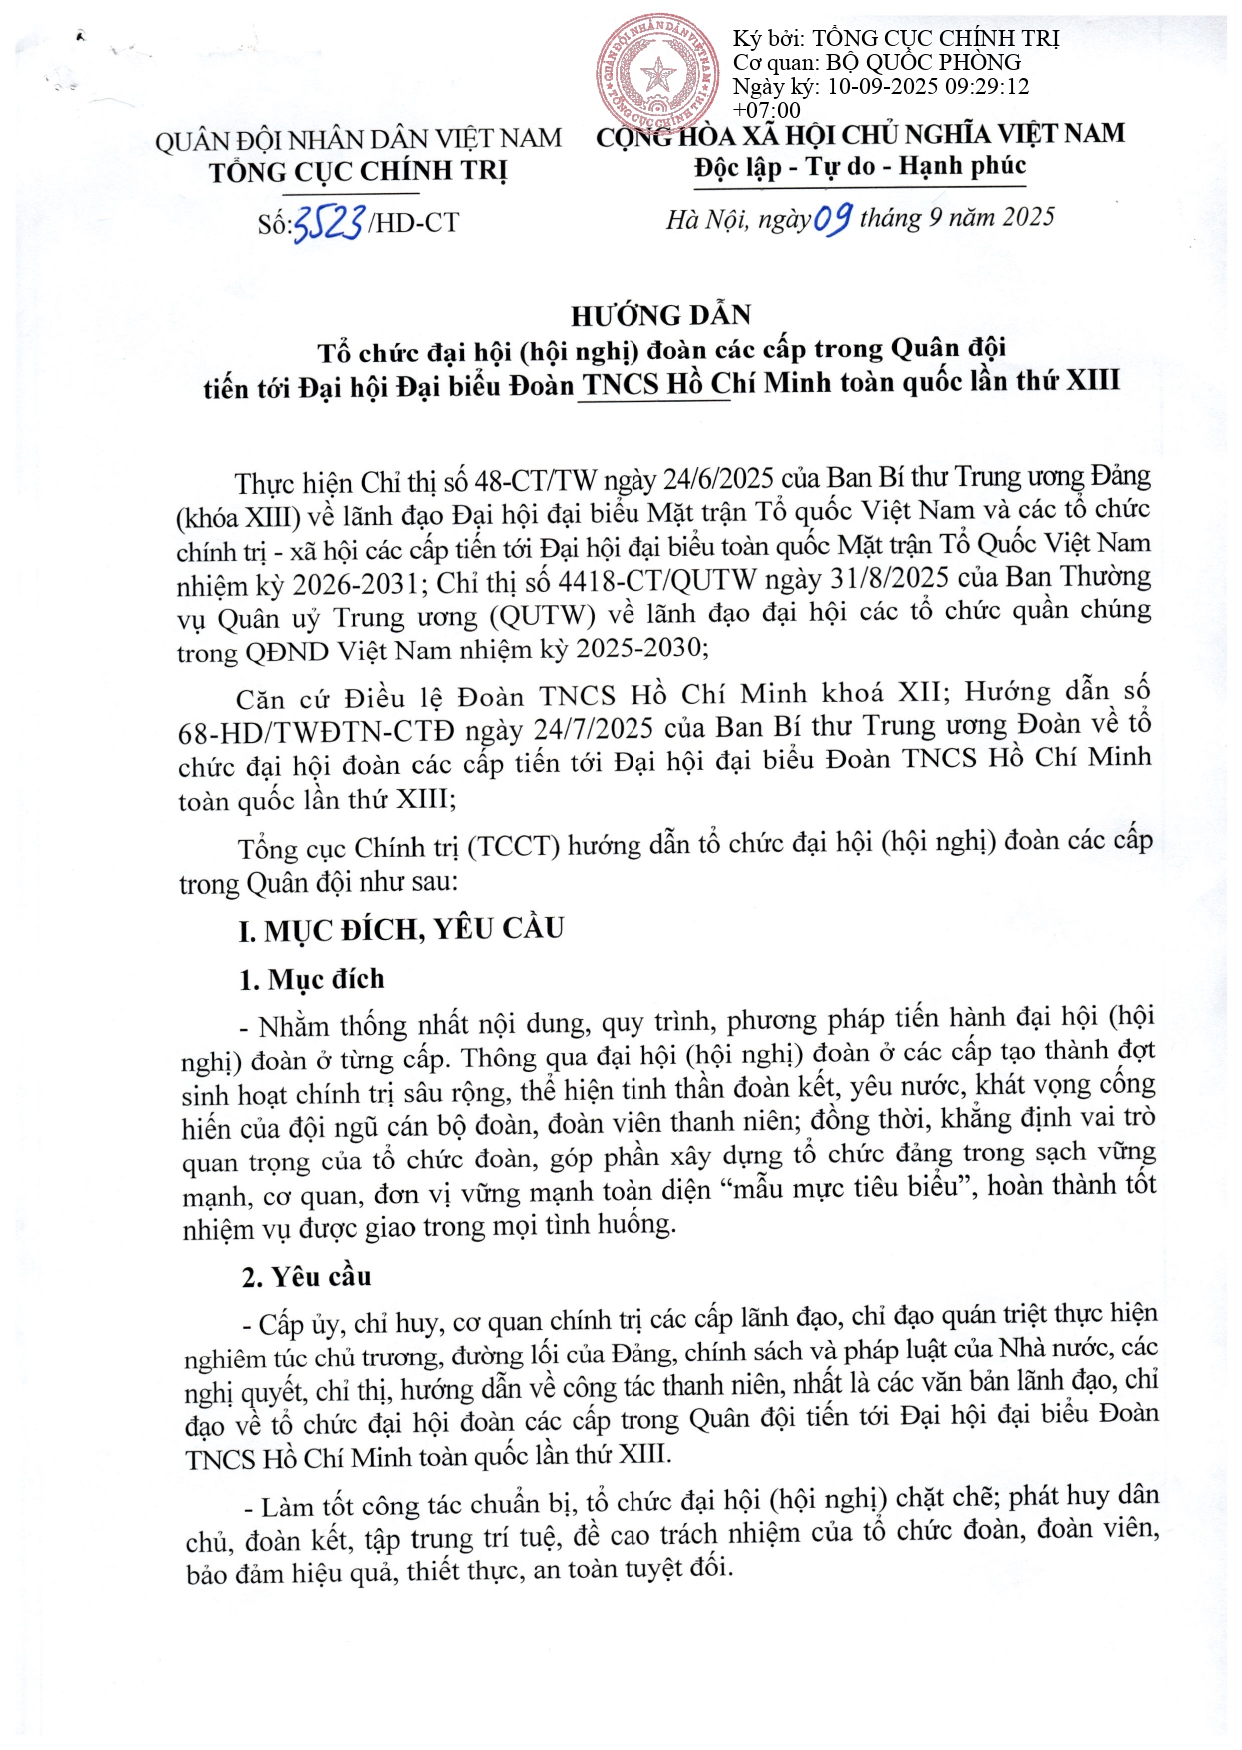 Ký bởi: TỔNG CỤC CHÍNH TRỊ
Cơ quan: BỘ QUỐC PHÒNG
Ngày ký: 10-09-2025 09:29:12
+07:00
QUÂN ĐỘI NHÂN DÂN VIỆT NAM
TỔNG CỤC CHÍNH TRỊ
Số:3523/HD-CT
CỘNG HÒA XÃ HỘI CHỦ NGHĨA VIỆT NAM
Độc lập - Tự do - Hạnh phúc
Hà Nội, ngày 09 tháng 9 năm 2025
HƯỚNG DẪN
Tổ chức đại hội (hội nghị) đoàn các cấp trong Quân đội
tiến tới Đại hội Đại biểu Đoàn TNCS Hồ Chí Minh toàn quốc lần thứ XIII
Thực hiện Chỉ thị số 48-CT/TW ngày 24/6/2025 của Ban Bí thư Trung ương Đảng
(khóa XIII) về lãnh đạo Đại hội đại biểu Mặt trận Tổ quốc Việt Nam và các tổ chức
chính trị - xã hội các cấp tiến tới Đại hội đại biểu toàn quốc Mặt trận Tổ Quốc Việt Nam
nhiệm kỳ 2026-2031; Chỉ thị số 4418-CT/QUTW ngày 31/8/2025 của Ban Thường
vụ Quân uỷ Trung ương (QUTW) về lãnh đạo đại hội các tổ chức quần chúng
trong QĐND Việt Nam nhiệm kỳ 2025-2030;
Căn cứ Điều lệ Đoàn TNCS Hồ Chí Minh khoá XII; Hướng dẫn số
68-HD/TWĐTN-CTĐ ngày 24/7/2025 của Ban Bí thư Trung ương Đoàn về tổ
chức đại hội đoàn các cấp tiến tới Đại hội đại biểu Đoàn TNCS Hồ Chí Minh
toàn quốc lần thứ XIII;
Tổng cục Chính trị (TCCT) hướng dẫn tổ chức đại hội (hội nghị) đoàn các cấp
trong Quân đội như sau:
I. MỤC ĐÍCH, YÊU CẦU
1. Mục đích
- Nhằm thống nhất nội dung, quy trình, phương pháp tiến hành đại hội (hội
nghị) đoàn ở từng cấp. Thông qua đại hội (hội nghị) đoàn ở các cấp tạo thành đợt
sinh hoạt chính trị sâu rộng, thể hiện tinh thần đoàn kết, yêu nước, khát vọng cống
hiến của đội ngũ cán bộ đoàn, đoàn viên thanh niên; đồng thời, khẳng định vai trò
quan trọng của tổ chức đoàn, góp phần xây dựng tổ chức đảng trong sạch vững
mạnh, cơ quan, đơn vị vững mạnh toàn diện “mẫu mực tiêu biểu”, hoàn thành tốt
nhiệm vụ được giao trong mọi tình huống.
2. Yêu cầu
- Cấp ủy, chỉ huy, cơ quan chính trị các cấp lãnh đạo, chỉ đạo quán triệt thực hiện
nghiêm túc chủ trương, đường lối của Đảng, chính sách và pháp luật của Nhà nước, các
nghị quyết, chỉ thị, hướng dẫn về công tác thanh niên, nhất là các văn bản lãnh đạo, chỉ
đạo về tổ chức đại hội đoàn các cấp trong Quân đội tiến tới Đại hội đại biểu Đoàn
TNCS Hồ Chí Minh toàn quốc lần thứ XIII.
- Làm tốt công tác chuẩn bị, tổ chức đại hội (hội nghị) chặt chẽ; phát huy dân
chủ, đoàn kết, tập trung trí tuệ, đề cao trách nhiệm của tổ chức đoàn, đoàn viên,
bảo đảm hiệu quả, thiết thực, an toàn tuyệt đối.
QUÂN ĐỘI NHÂN DÂN VIỆT NAM
TỔNG CỤC CHÍNH TRỊ